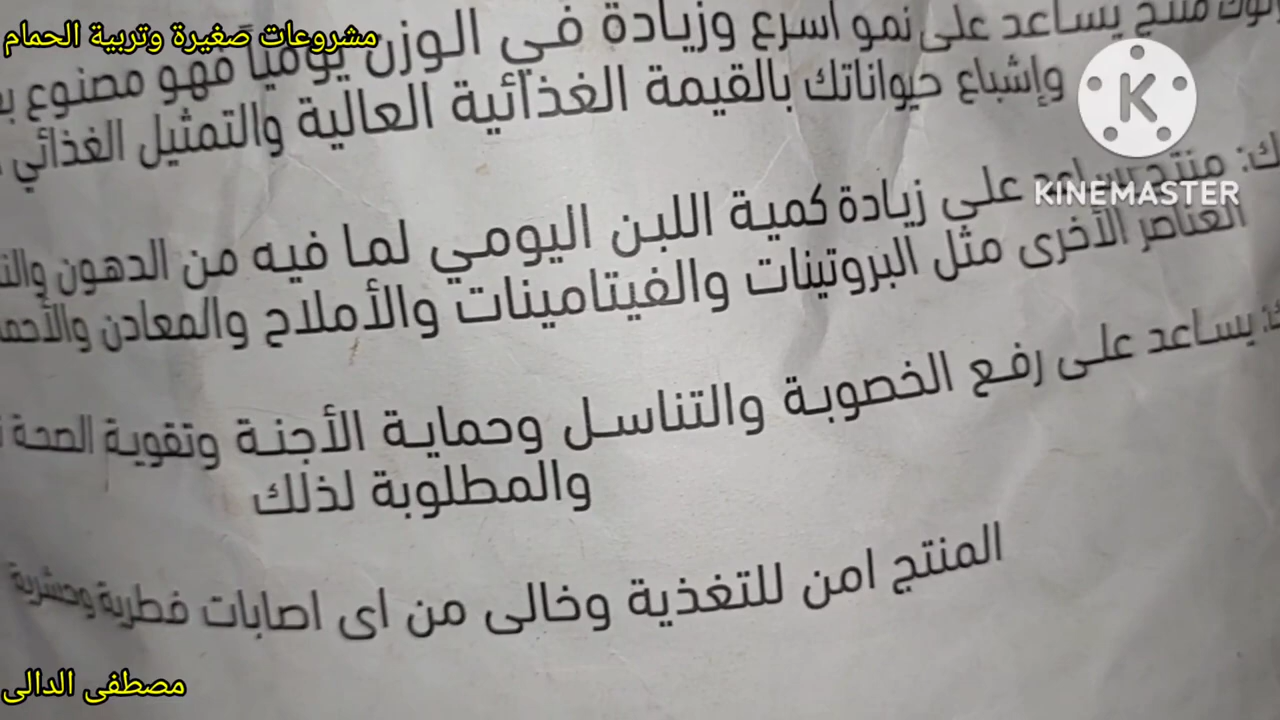 مشروعات صغيرة وتربية الحمام
منتج يساعد على نمو اسرع وزيادة في الوزن يومياً فهو مصنوع
وإشباع حيواناتك بالقيمة الغذائية العالية والتمثيل الغذائي
K
KINEMASTER
ك: منتج يساعد على زيادة كمية اللبن اليومي لما فيه من الدهون
العناصر الأخرى مثل البروتينات والفيتامينات والأملاح والمعادن
يساعد على رفع الخصوبة والتناسل وحماية الأجنة وتقوية الصحة
والمطلوبة لذلك
المنتج امن للتغذية وخالى من اى اصابات فطرية وحشرية
مصطفى الدالى